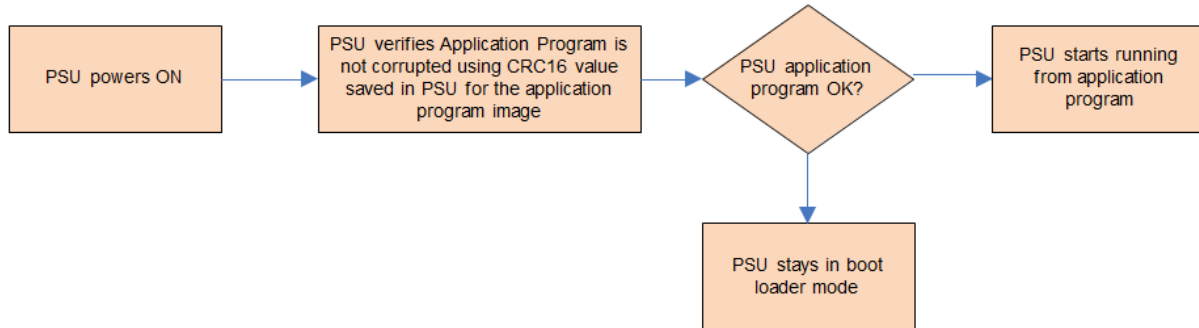 PSU powers ON
PSU verifies Application Program is
not corrupted using CRC16 value
saved in PSU for the application
program image
PSU application
program OK?
PSU starts running
from application
program
PSU stays in boot
loader mode